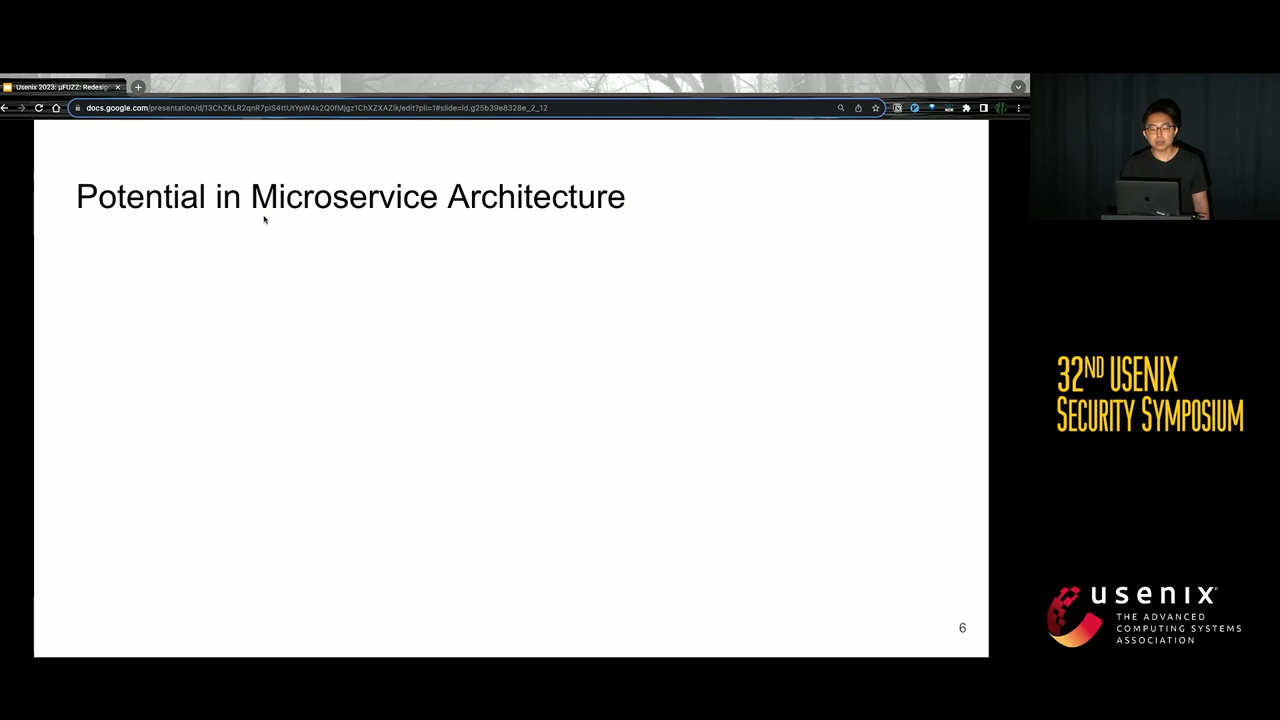 Usenix 2023: µFUZZ: Redesig
docs.google.com/presentation/d/13ChZKLR2qnR7piS4ttUtYpW4x2Q0fMjgz1ChXZXAZlk/edit?pli=1#slide=id.g25b39e8328e_2_12
Potential in Microservice Architecture
6
32ND USENIX
SECURITY SYMPOSIUM
usenix
THE ADVANCED
COMPUTING SYSTEMS
ASSOCIATION